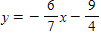 y = -6/7x - 9/4